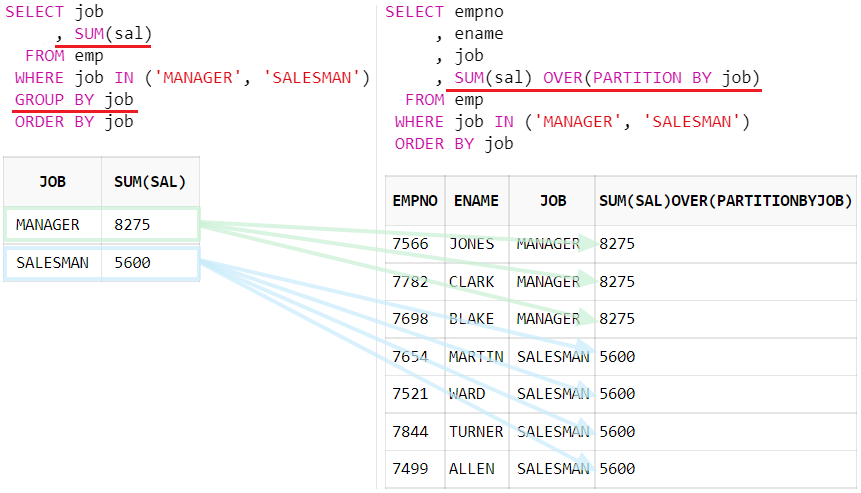 SELECT job
, SUM(sal)
FROM emp
WHERE job IN ('MANAGER', 'SALESMAN')
GROUP BY job
ORDER BY job
JOB SUM(SAL)
MANAGER 8275
SALESMAN 5600
SELECT empno
, ename
, job
, SUM(sal) OVER(PARTITION BY job)
FROM emp
WHERE job IN ('MANAGER', 'SALESMAN')
ORDER BY job
EMPNO ENAME JOB SUM(SAL)OVER(PARTITIONBYJOB)
7566 JONES MANAGER 8275
7782 CLARK MANAGER 8275
7698 BLAKE MANAGER 8275
7654 MARTIN SALESMAN 5600
7521 WARD SALESMAN 5600
7844 TURNER SALESMAN 5600
7499 ALLEN SALESMAN 5600